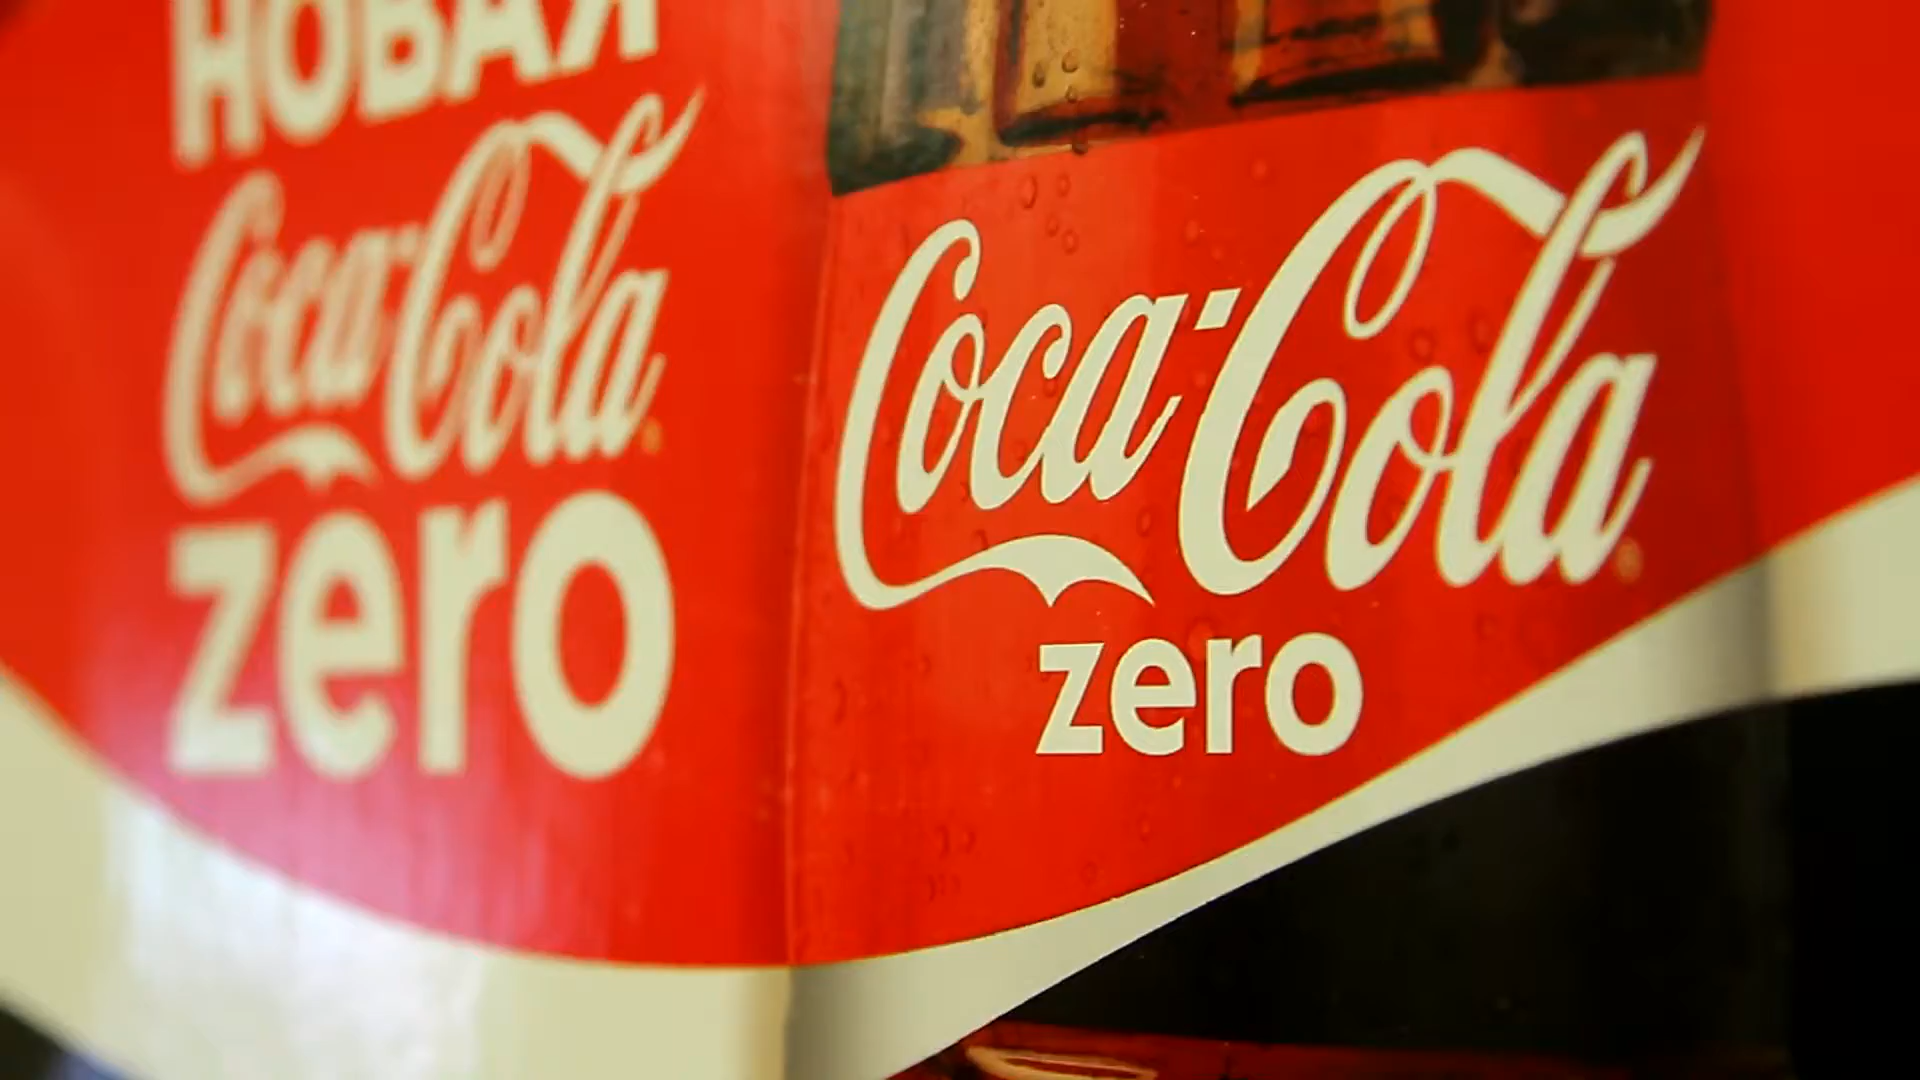 НОВАЯ
Coca-Cola
zero
Coca-Cola
zero